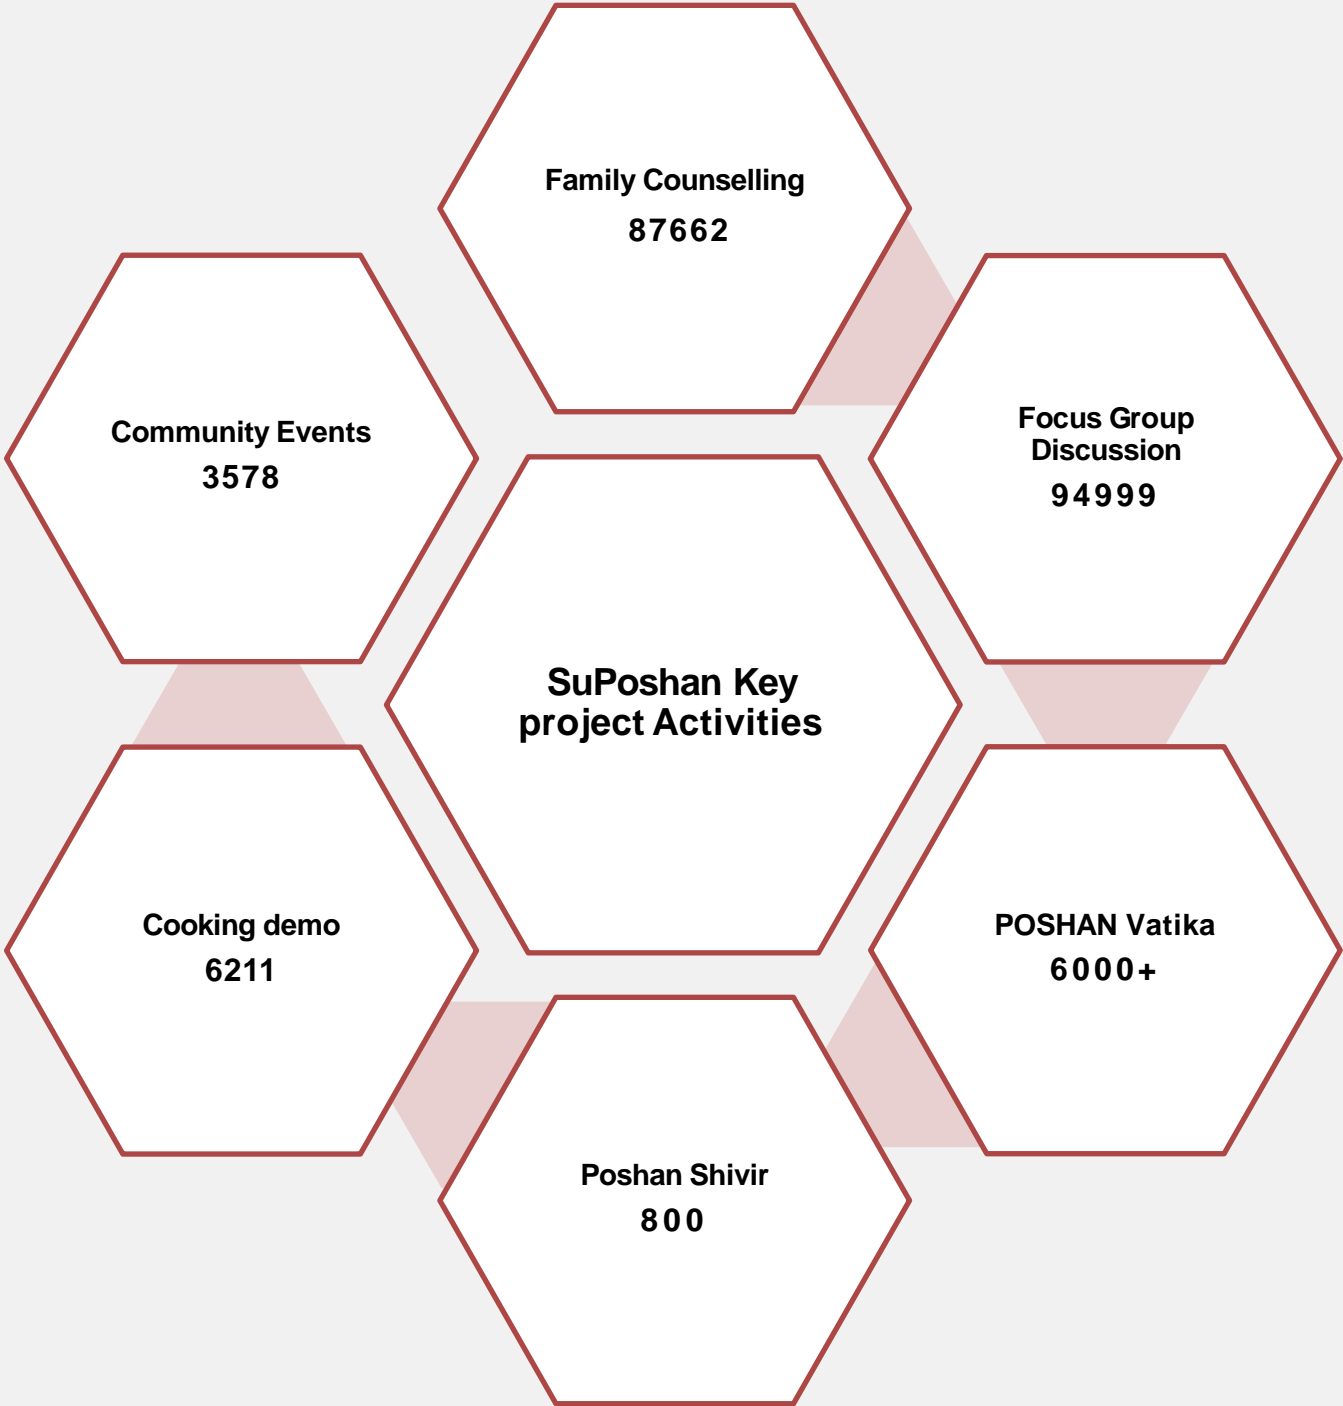 Family Counselling
87662
Community Events
3578
Focus Group
Discussion
94999
SuPoshan Key
project Activities
Cooking demo
6211
POSHAN Vatika
6000+
Poshan Shivir
800